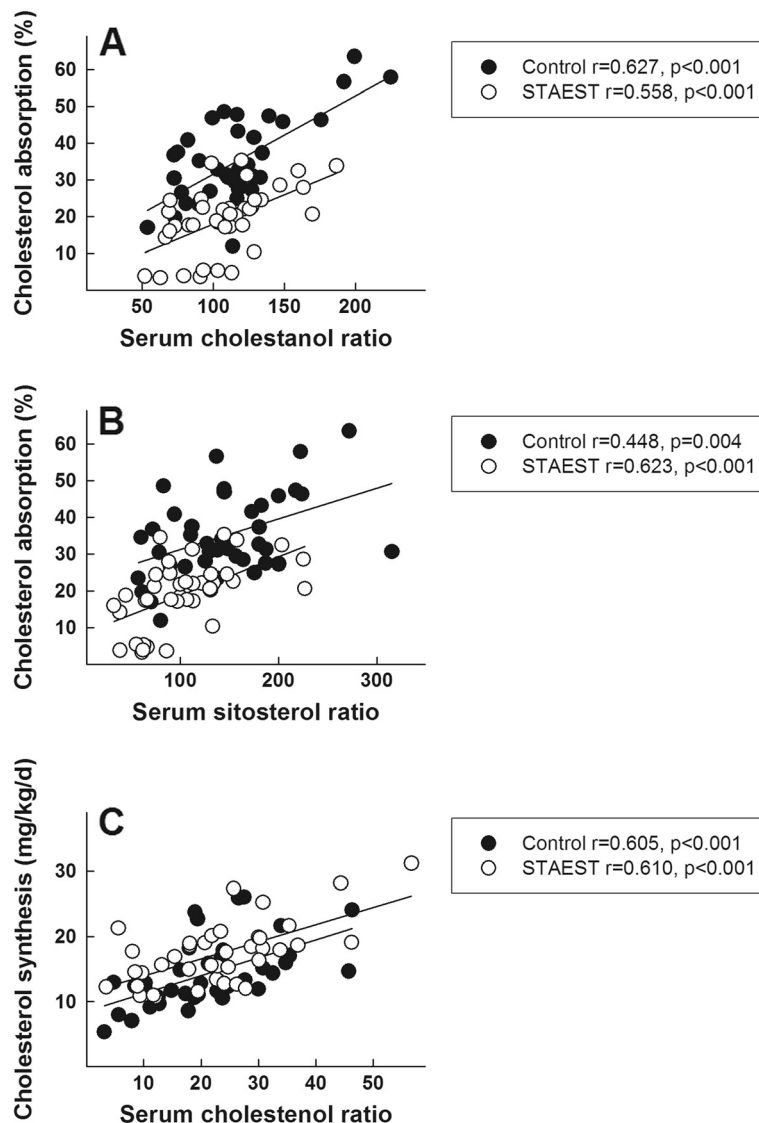 A
Cholesterol absorption (%)
60
50
40
30
20
10
50 100 150 200
Serum cholestanol ratio
Control r=0.627, p<0.001
STAEST r=0.558, p<0.001
B
Cholesterol absorption (%)
60
50
40
30
20
10
100 200 300
Serum sitosterol ratio
Control r=0.448, p=0.004
STAEST r=0.623, p<0.001
C
Cholesterol synthesis (mg/kg/d)
30
20
10
10 20 30 40 50
Serum cholestenol ratio
Control r=0.605, p<0.001
STAEST r=0.610, p<0.001